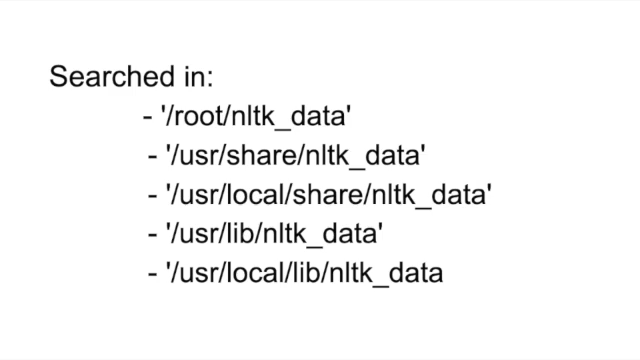 Searched in:
- '/root/nltk_data'
- '/usr/share/nltk_data'
- '/usr/local/share/nltk_data'
- '/usr/lib/nltk_data'
- '/usr/local/lib/nltk_data